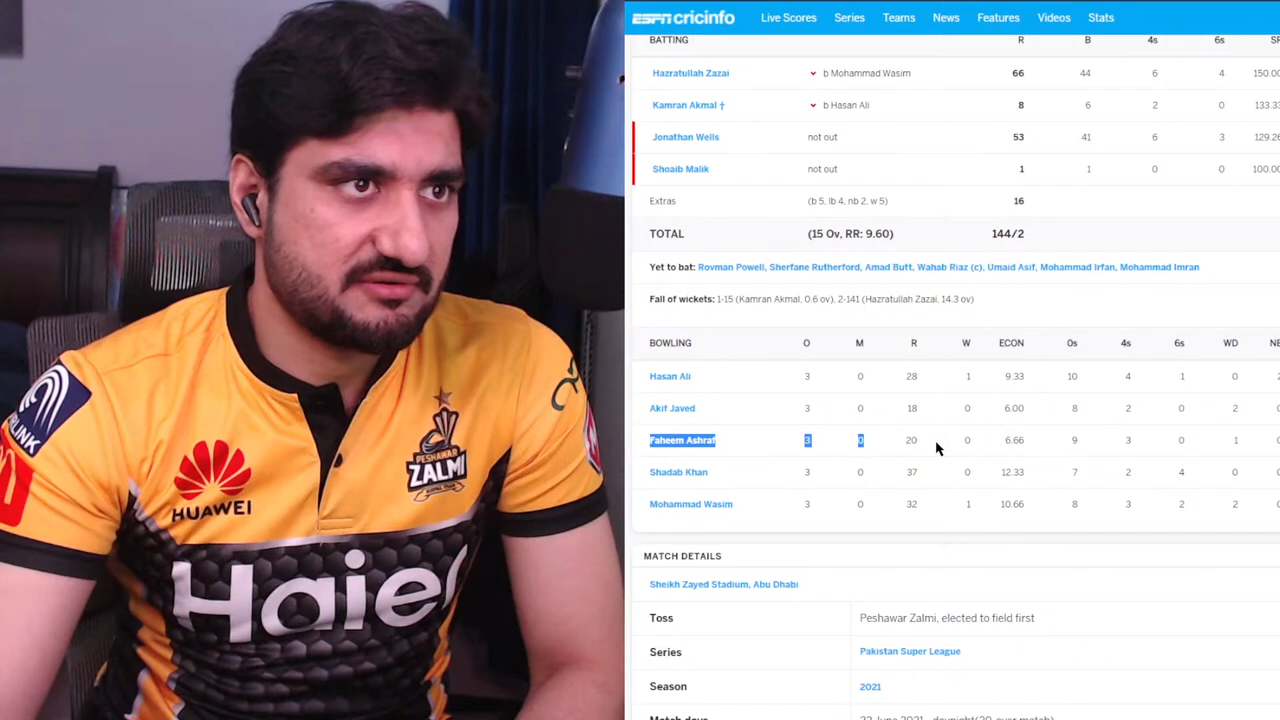 ESPN cricinfo Live Scores Series Teams News Features Videos Stats
BATTING R B 4s 6s SR
Hazratullah Zazai b Mohammad Wasim 66 44 6 4 150.00
Kamran Akmal † b Hasan Ali 8 6 2 0 133.33
Jonathan Wells not out 53 41 6 3 129.26
Shoaib Malik not out 1 1 0 0 100.00
Extras (b 5, lb 4, nb 2, w 5) 16
TOTAL (15 Ov, RR: 9.60) 144/2
Yet to bat: Rovman Powell, Sherfane Rutherford, Amad Butt, Wahab Riaz (c), Umaid Asif, Mohammad Irfan, Mohammad Imran
Fall of wickets: 1-15 (Kamran Akmal, 0.6 ov), 2-141 (Hazratullah Zazai, 14.3 ov)
BOWLING O M R W ECON 0s 4s 6s WD
Hasan Ali 3 0 28 1 9.33 10 4 1 0
Akif Javed 3 0 18 0 6.00 8 2 0 2
Faheem Ashraf 3 0 20 0 6.66 9 3 0 1
Shadab Khan 3 0 37 0 12.33 7 2 4 0
Mohammad Wasim 3 0 32 1 10.66 8 3 2 2
MATCH DETAILS
Sheikh Zayed Stadium, Abu Dhabi
Toss Peshawar Zalmi, elected to field first
Series Pakistan Super League
Season 2021
PESHAWAR
ZALMI
HUAWEI
Haier